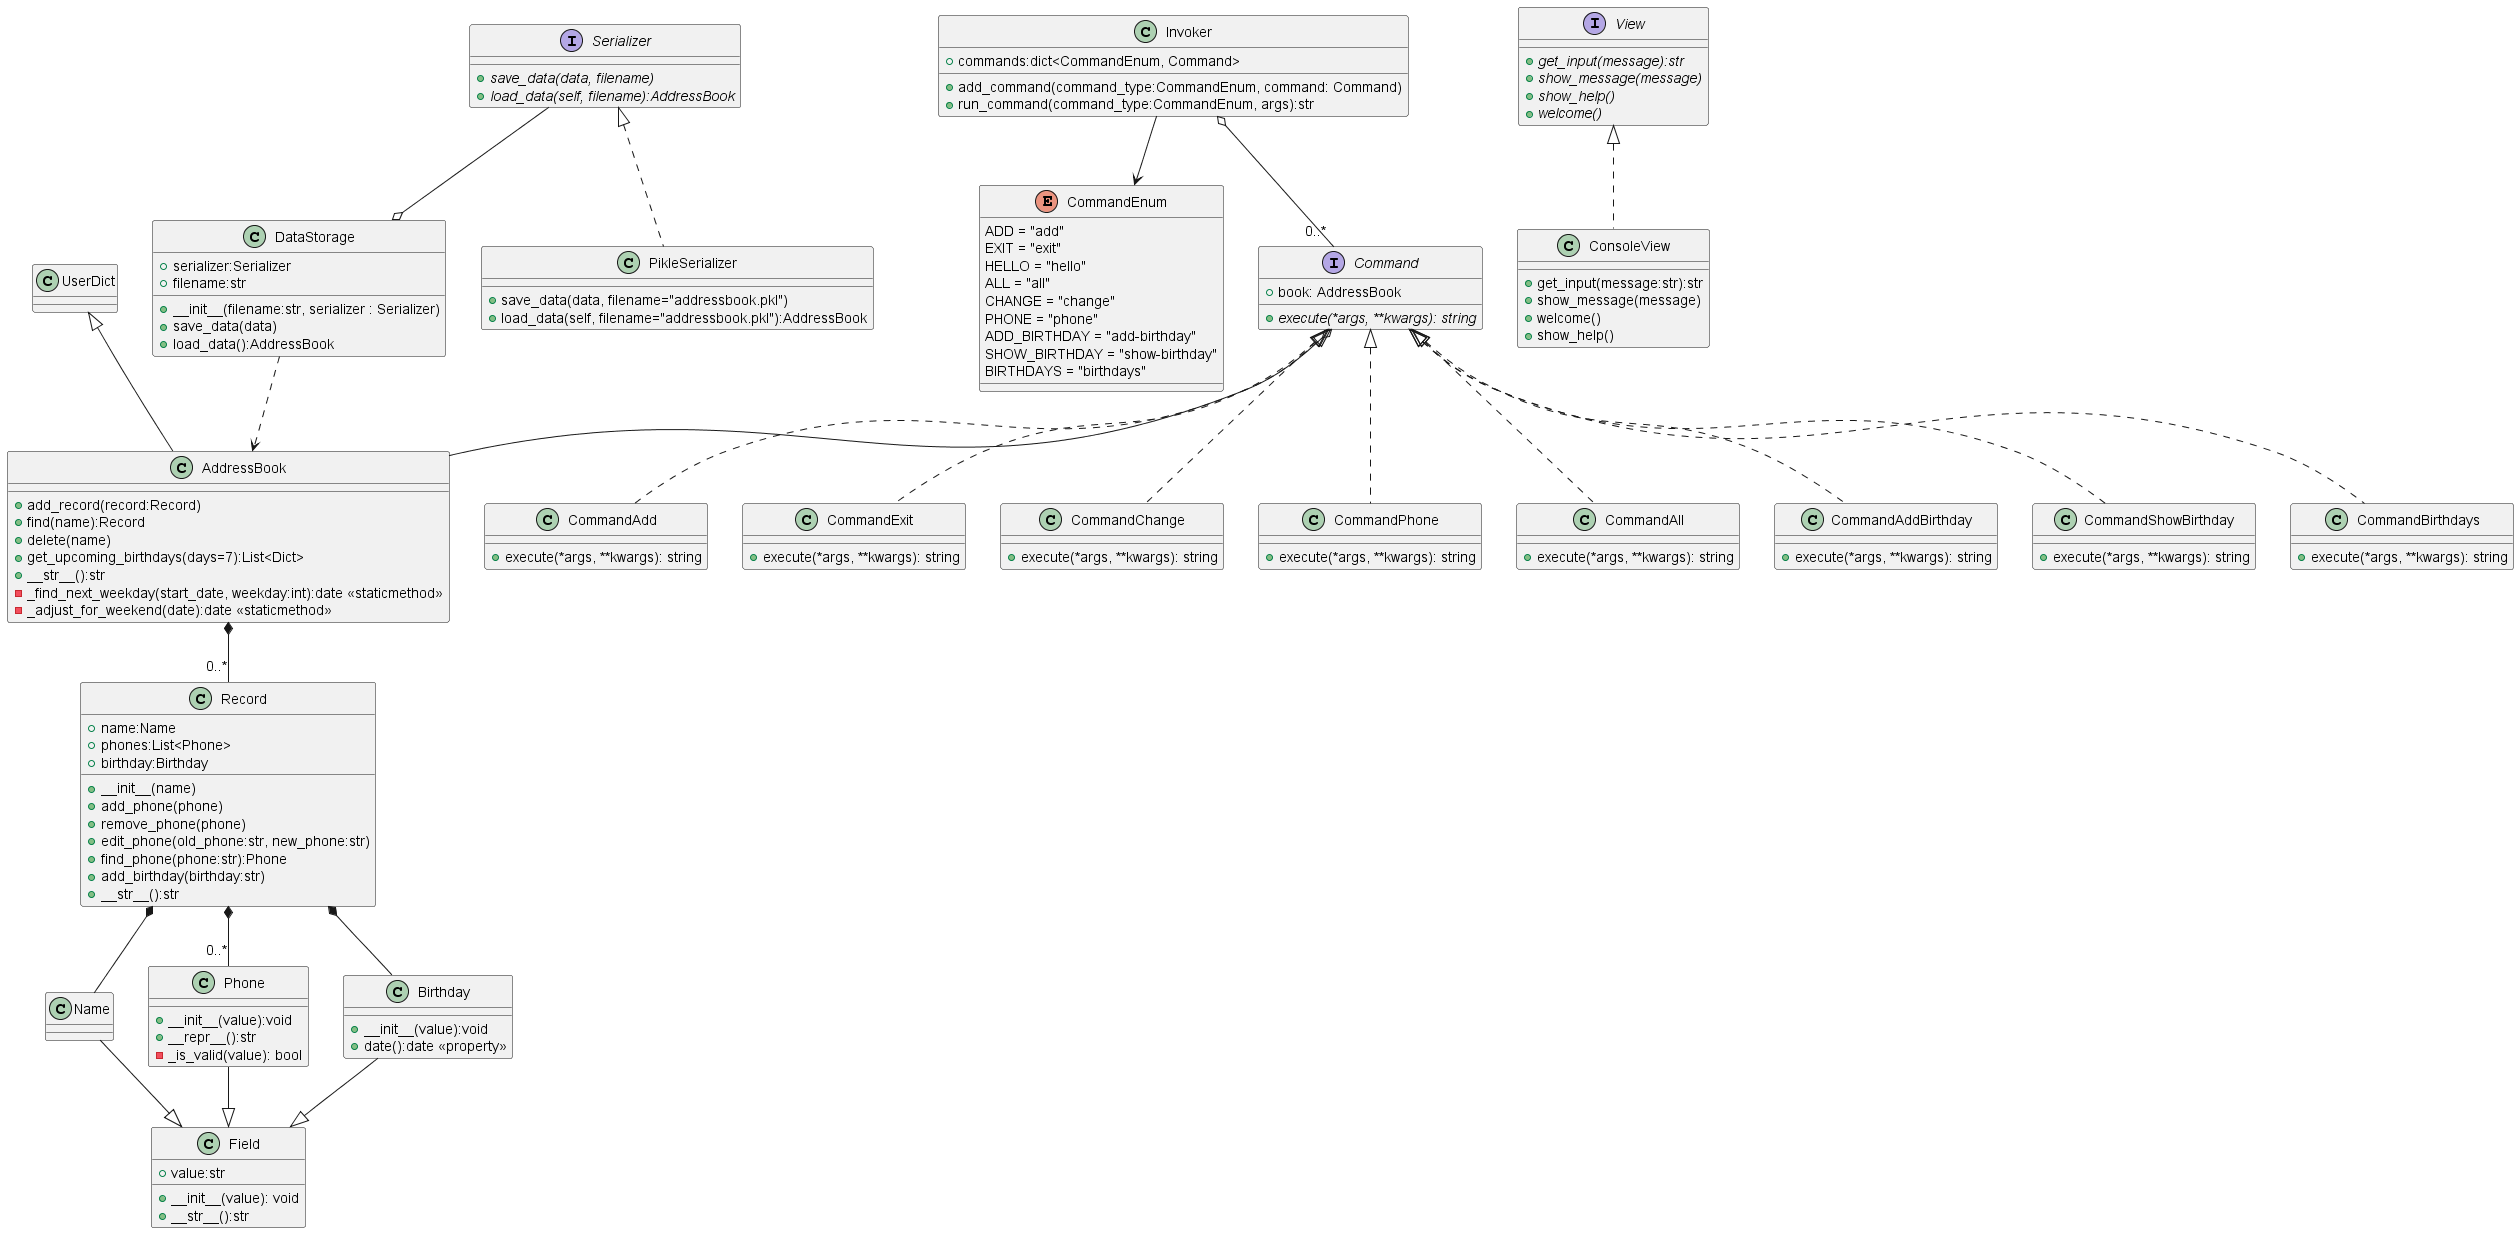 I Serializer
save_data(data, filename)
load_data(self, filename):AddressBook
C Invoker
commands:dict<CommandEnum, Command>
add_command(command_type:CommandEnum, command: Command)
run_command(command_type:CommandEnum, args):str
I View
get_input(message):str
show_message(message)
show_help()
welcome()
C UserDict
C DataStorage
serializer:Serializer
filename:str
__init__(filename:str, serializer : Serializer)
save_data(data)
load_data():AddressBook
C PikleSerializer
save_data(data, filename="addressbook.pkl")
load_data(self, filename="addressbook.pkl"):AddressBook
E CommandEnum
ADD = "add"
EXIT = "exit"
HELLO = "hello"
ALL = "all"
CHANGE = "change"
PHONE = "phone"
ADD_BIRTHDAY = "add-birthday"
SHOW_BIRTHDAY = "show-birthday"
BIRTHDAYS = "birthdays"
0..*
I Command
book: AddressBook
execute(*args, **kwargs): string
C ConsoleView
get_input(message:str):str
show_message(message)
welcome()
show_help()
C AddressBook
add_record(record:Record)
find(name):Record
delete(name)
get_upcoming_birthdays(days=7):List<Dict>
__str__():str
_find_next_weekday(start_date, weekday:int):date «staticmethod»
_adjust_for_weekend(date):date «staticmethod»
C CommandAdd
execute(*args, **kwargs): string
C CommandExit
execute(*args, **kwargs): string
C CommandChange
execute(*args, **kwargs): string
C CommandPhone
execute(*args, **kwargs): string
C CommandAll
execute(*args, **kwargs): string
C CommandAddBirthday
execute(*args, **kwargs): string
C CommandShowBirthday
execute(*args, **kwargs): string
C CommandBirthdays
execute(*args, **kwargs): string
0..*
C Record
name:Name
phones:List<Phone>
birthday:Birthday
__init__(name)
add_phone(phone)
remove_phone(phone)
edit_phone(old_phone:str, new_phone:str)
find_phone(phone:str):Phone
add_birthday(birthday:str)
__str__():str
0..*
C Name
C Phone
__init__(value):void
__repr__():str
_is_valid(value): bool
C Birthday
__init__(value):void
date():date «property»
C Field
value:str
__init__(value): void
__str__():str